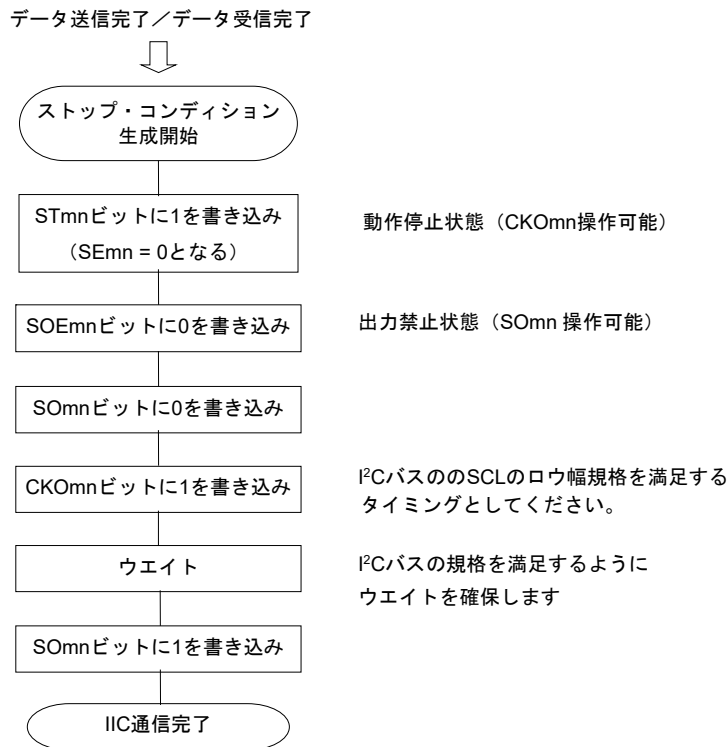 データ送信完了／データ受信完了
ストップ・コンディション
生成開始
STmnビットに1を書き込み
（SEmn = 0となる）
動作停止状態（CKOmn操作可能）
SOEmnビットに0を書き込み
出力禁止状態（SOmn 操作可能）
SOmnビットに0を書き込み
CKOmnビットに1を書き込み
I²CバスののSCLのロウ幅規格を満足する
タイミングとしてください。
ウエイト
I²Cバスの規格を満足するように
ウエイトを確保します
SOmnビットに1を書き込み
IIC通信完了